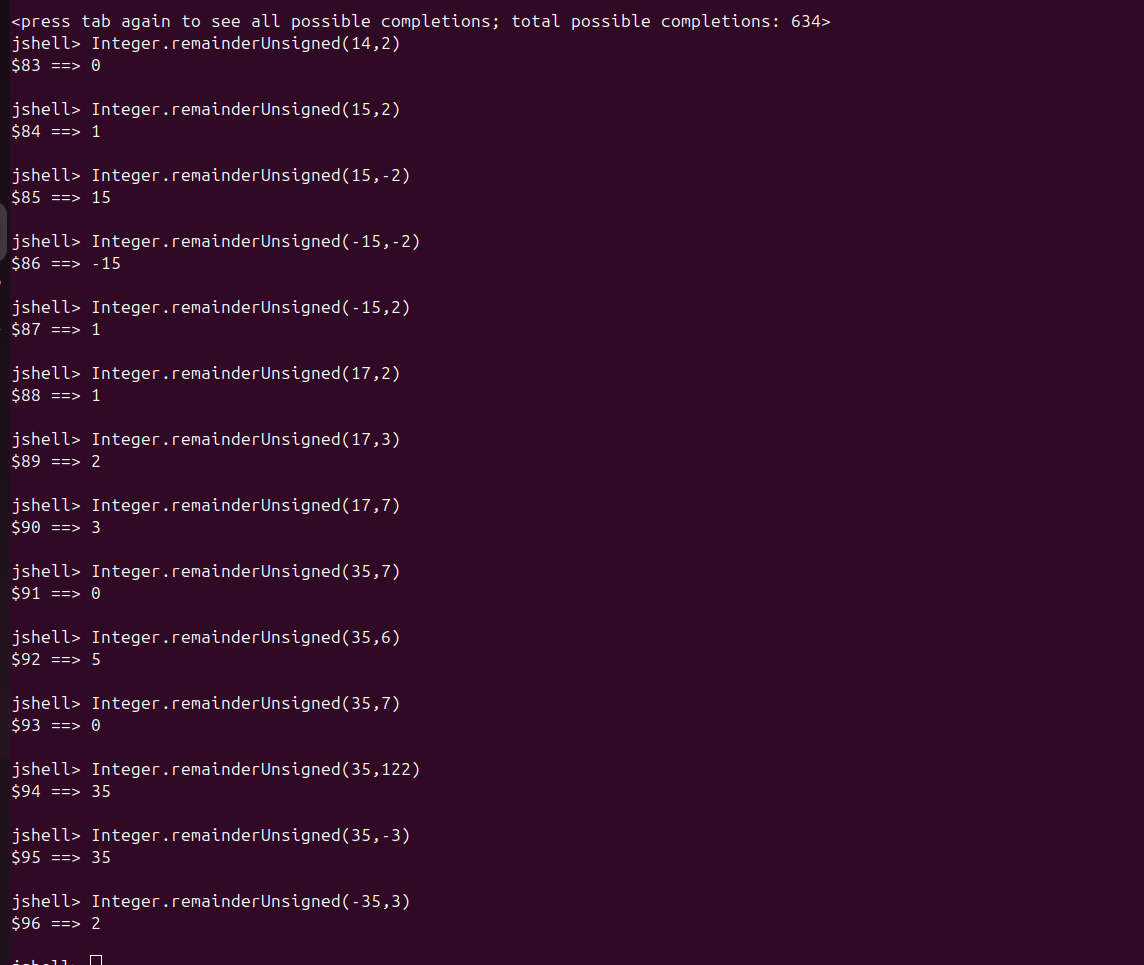 <press tab again to see all possible completions; total possible completions: 634>
jshell> Integer.remainderUnsigned(14,2)
$83 ==> 0
jshell> Integer.remainderUnsigned(15,2)
$84 ==> 1
jshell> Integer.remainderUnsigned(15,-2)
$85 ==> 15
jshell> Integer.remainderUnsigned(-15,-2)
$86 ==> -15
jshell> Integer.remainderUnsigned(-15,2)
$87 ==> 1
jshell> Integer.remainderUnsigned(17,2)
$88 ==> 1
jshell> Integer.remainderUnsigned(17,3)
$89 ==> 2
jshell> Integer.remainderUnsigned(17,7)
$90 ==> 3
jshell> Integer.remainderUnsigned(35,7)
$91 ==> 0
jshell> Integer.remainderUnsigned(35,6)
$92 ==> 5
jshell> Integer.remainderUnsigned(35,7)
$93 ==> 0
jshell> Integer.remainderUnsigned(35,122)
$94 ==> 35
jshell> Integer.remainderUnsigned(35,-3)
$95 ==> 35
jshell> Integer.remainderUnsigned(-35,3)
$96 ==> 2
jshell>